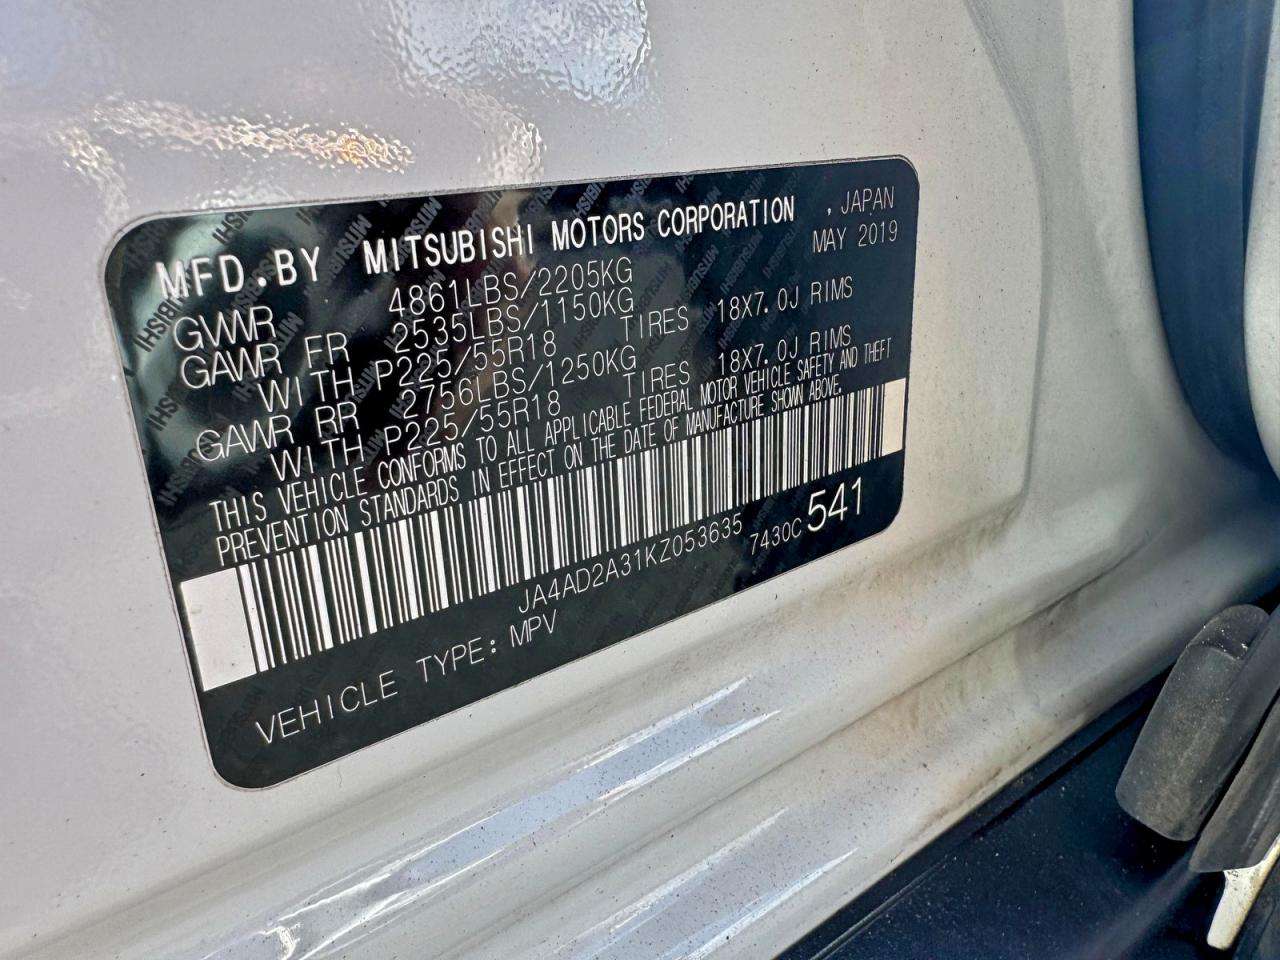 MFD.BY MITSUBISHI MOTORS CORPORATION , JAPAN
MAY 2019
GVWR 4861LBS/2205KG
GAWR FR 2535LBS/1150KG
WITH P225/55R18 TIRES 18X7.0J RIMS
GAWR RR 2756LBS/1250KG
WITH P225/55R18 TIRES 18X7.0J RIMS
THIS VEHICLE CONFORMS TO ALL APPLICABLE FEDERAL MOTOR VEHICLE SAFETY AND THEFT
PREVENTION STANDARDS IN EFFECT ON THE DATE OF MANUFACTURE SHOWN ABOVE.
JA4AD2A31KZ053635 7430C 541
VEHICLE TYPE: MPV